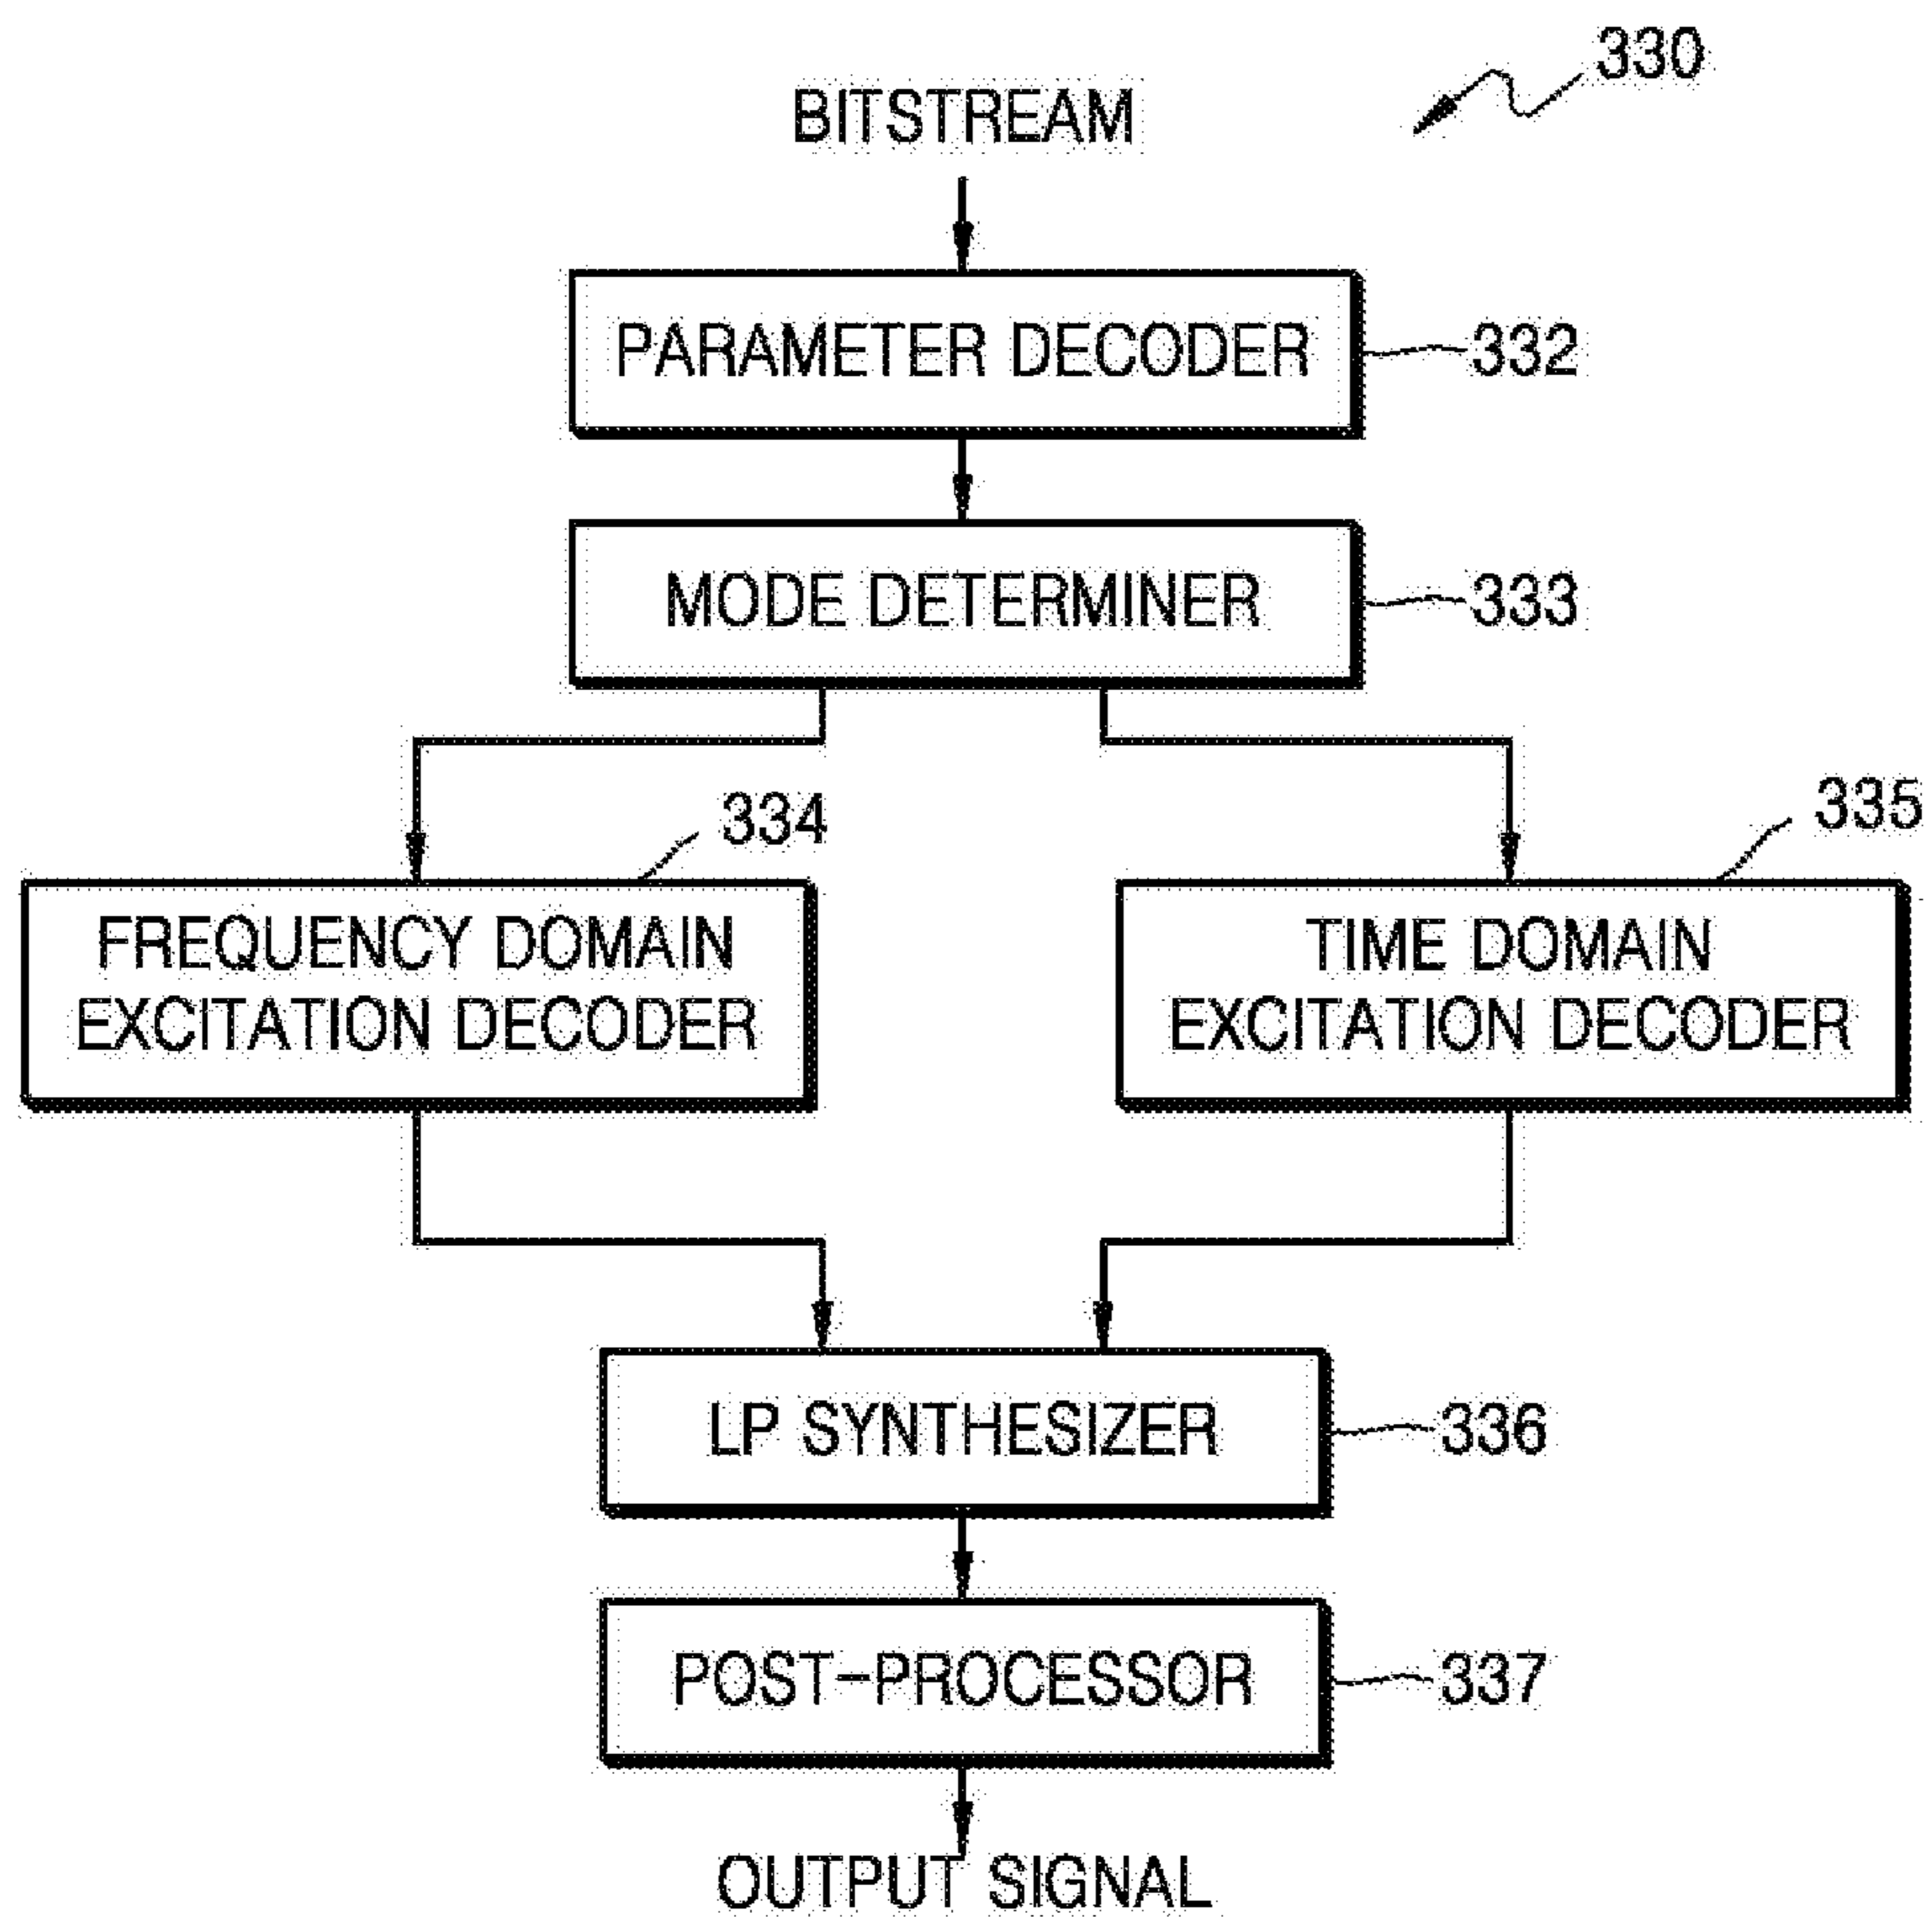 330
BITSTREAM
PARAMETER DECODER
332
MODE DETERMINER
333
334
335
FREQUENCY DOMAIN
EXCITATION DECODER
TIME DOMAIN
EXCITATION DECODER
LP SYNTHESIZER
336
POST-PROCESSOR
337
OUTPUT SIGNAL